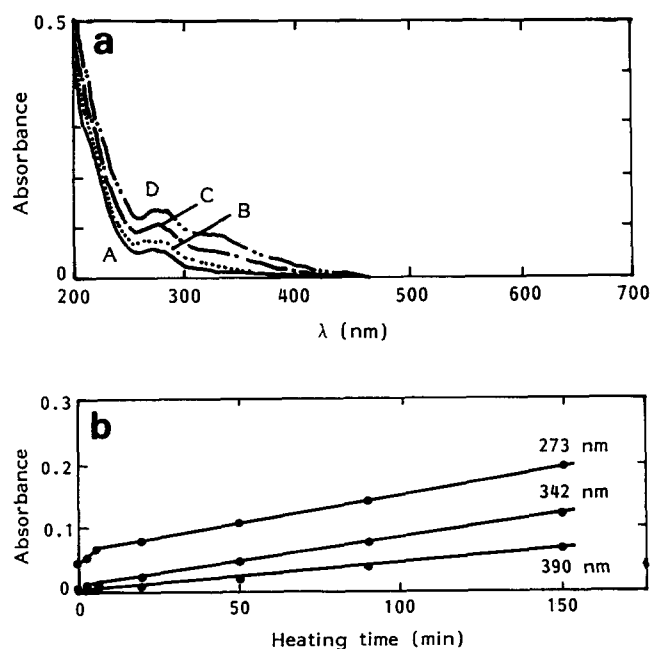 a
0.5
Absorbance
0
D
C
B
A
200 300 400 500 600 700
λ (nm)
b
0.3
0.2
0.1
0
Absorbance
273 nm
342 nm
390 nm
0 50 100 150
Heating time (min)